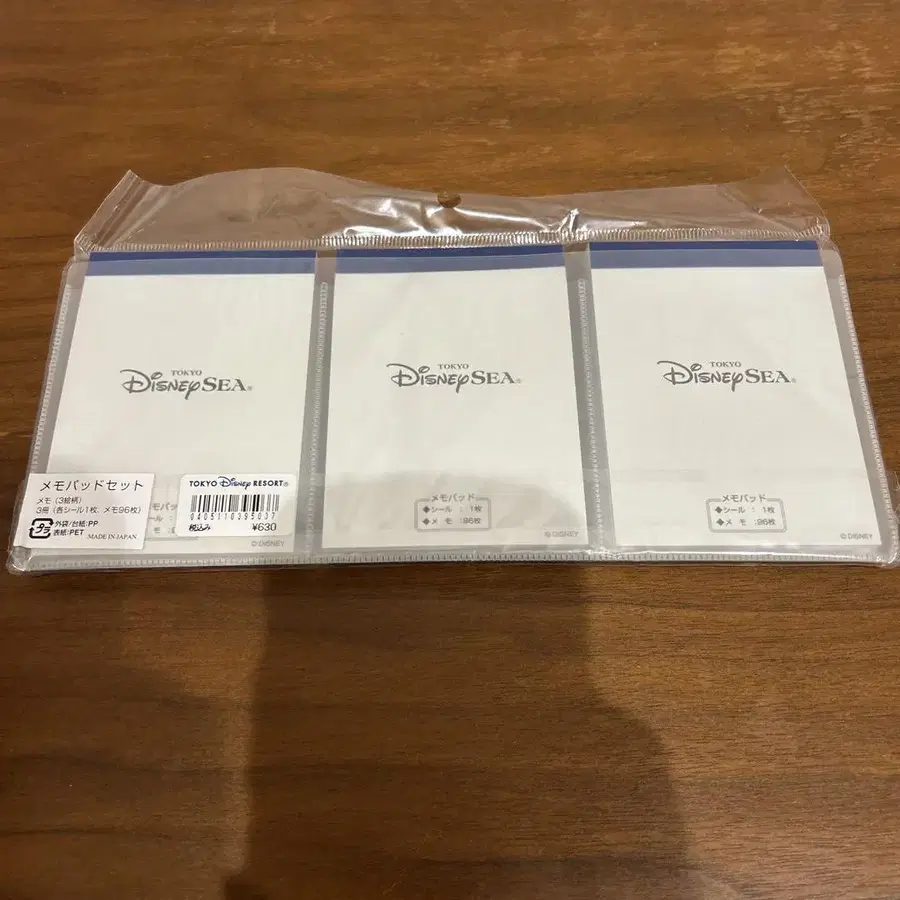 TOKYO
DISNEYSEA®
TOKYO
DISNEYSEA®
TOKYO
DISNEYSEA®
メモパッドセット
メモ (3絵柄)
3冊 (各シール1枚、メモ96枚)
プラ
外袋/台紙:PP
表紙:PET
MADE IN JAPAN
TOKYO Disney RESORT®
0405110395037
税込み ¥630
© DISNEY
メモパッド
◆シール : 1枚
◆メ モ :96枚
© DISNEY
メモパッド
◆シール : 1枚
◆メ モ :96枚
© DISNEY